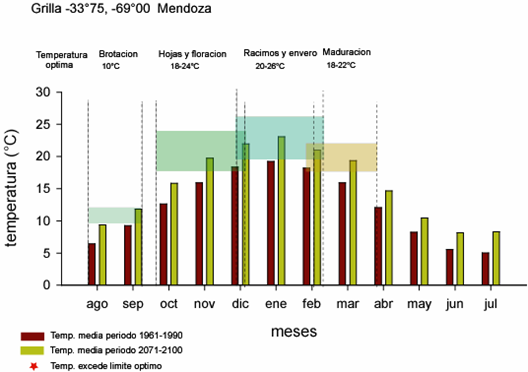 Grilla -33°75, -69°00 Mendoza
Temperatura optima
Brotacion 10°C
Hojas y floracion 18-24°C
Racimos y envero 20-26°C
Maduracion 18-22°C
temperatura (°C)
30
25
20
15
10
5
0
ago sep oct nov dic ene feb mar abr may jun jul
meses
Temp. media periodo 1961-1990
Temp. media periodo 2071-2100
Temp. excede limite optimo